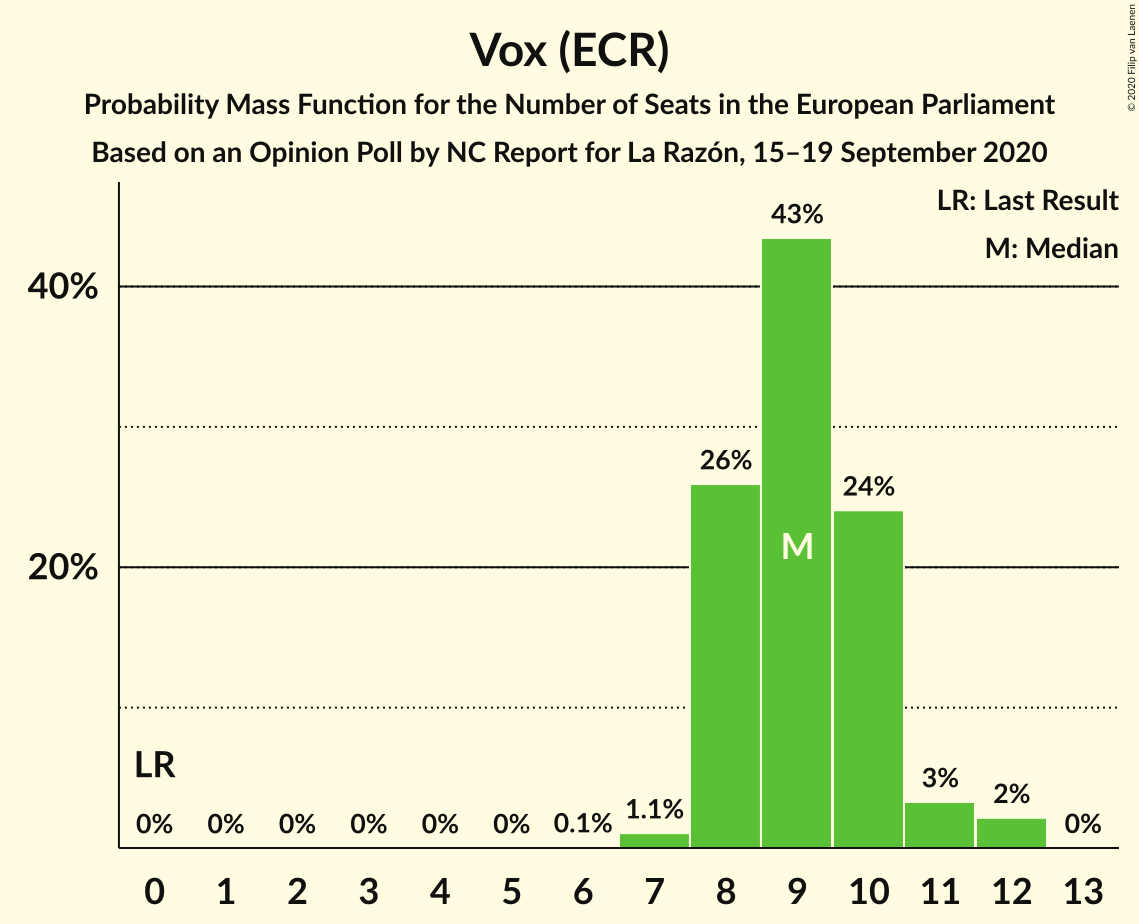 Vox (ECR)
Probability Mass Function for the Number of Seats in the European Parliament
Based on an Opinion Poll by NC Report for La Razón, 15–19 September 2020
© 2020 Filip van Laenen
LR: Last Result
M: Median
40%
20%
43%
26%
24%
M
LR
0% 0% 0% 0% 0% 0% 0.1% 1.1% 3% 2% 0%
0 1 2 3 4 5 6 7 8 9 10 11 12 13